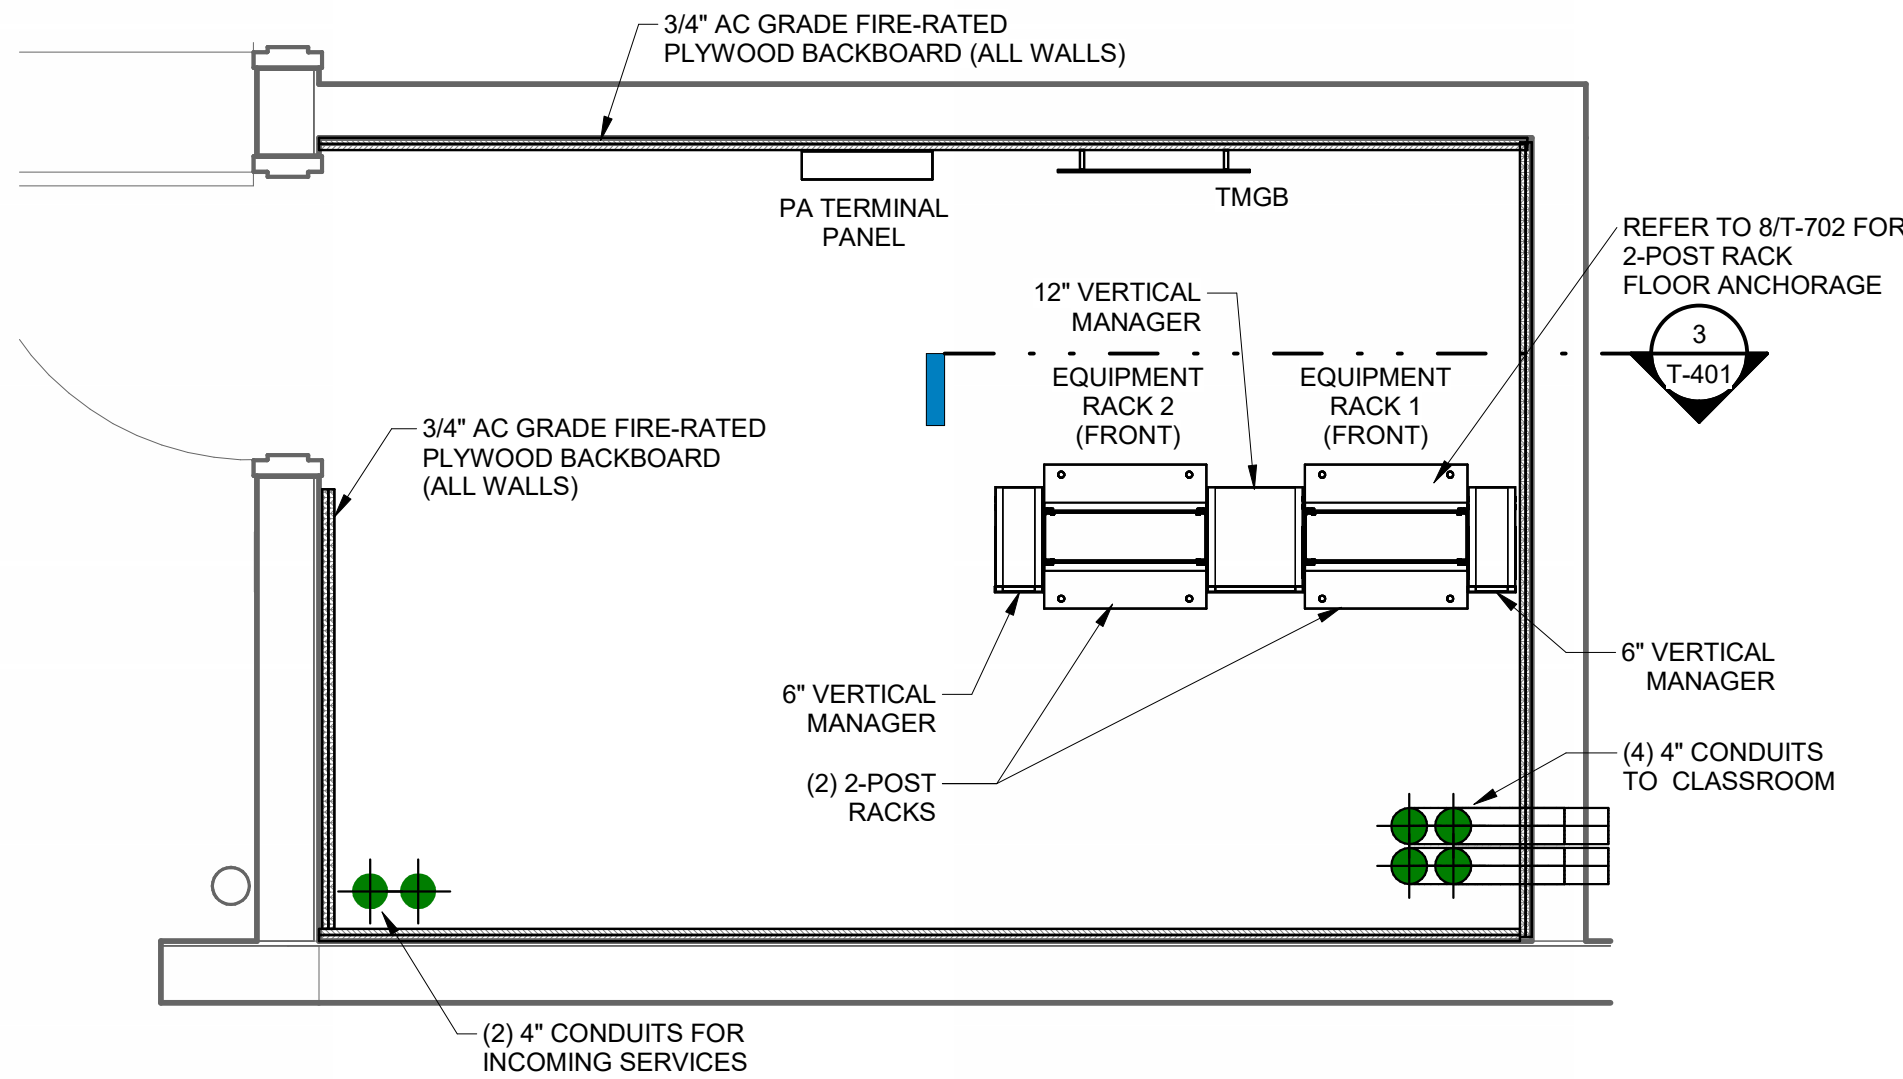 3/4" AC GRADE FIRE-RATED
PLYWOOD BACKBOARD (ALL WALLS)
PA TERMINAL
PANEL
TMGB
REFER TO 8/T-702 FOR
2-POST RACK
FLOOR ANCHORAGE
12" VERTICAL
MANAGER
3
T-401
EQUIPMENT
RACK 2
(FRONT)
EQUIPMENT
RACK 1
(FRONT)
3/4" AC GRADE FIRE-RATED
PLYWOOD BACKBOARD
(ALL WALLS)
6" VERTICAL
MANAGER
6" VERTICAL
MANAGER
(2) 2-POST
RACKS
(4) 4" CONDUITS
TO CLASSROOM
(2) 4" CONDUITS FOR
INCOMING SERVICES